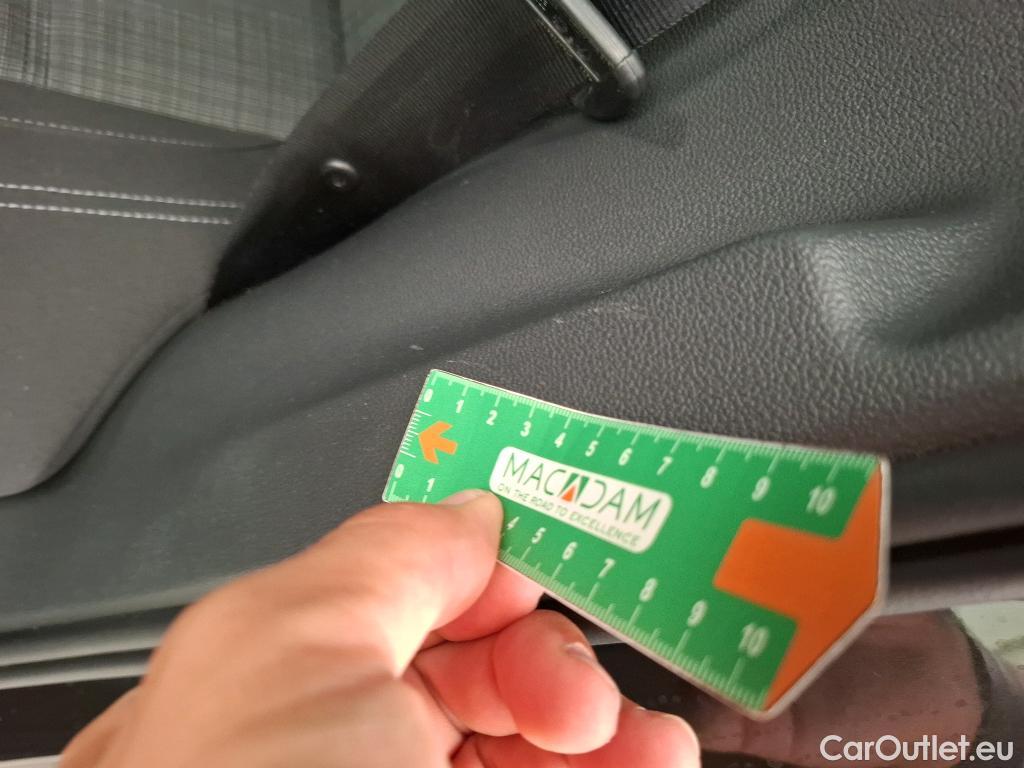 0 1 2 3 4 5 6 7 8 9 10
MACADAM
ON THE ROAD TO EXCELLENCE
0 1 4 5 6 7 8 9 10
CarOutlet.eu